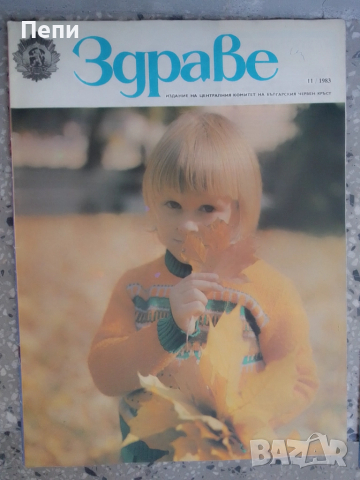 Пепи
Здраве
11 · 1983
ИЗДАНИЕ НА ЦЕНТРАЛНИЯ КОМИТЕТ НА БЪЛГАРСКИЯ ЧЕРВЕН КРЪСТ
BAZAR